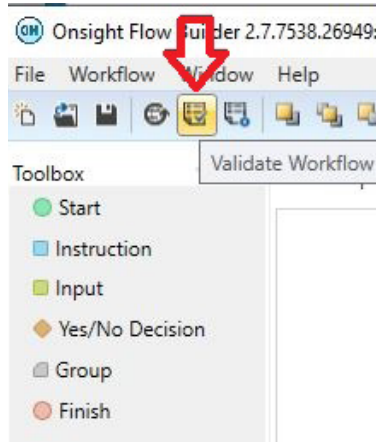 Onsight Flow Builder 2.7.7538.26949:
File Workflow Window Help
Validate Workflow
Toolbox
Start
Instruction
Input
Yes/No Decision
Group
Finish